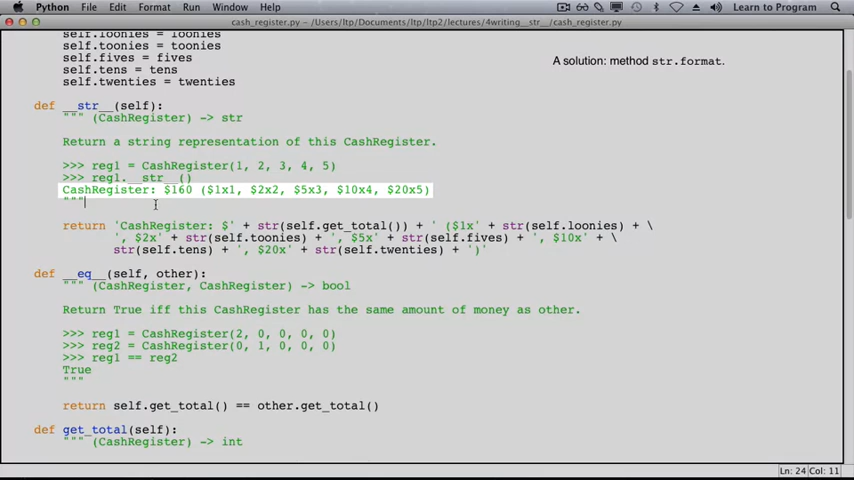 Python File Edit Format Run Options Windows Help Learn to Program
cash_register.py – /Users/ltp/Documents/ltp2/lectures/4writing__str__/cash_register.py
self.loonies = loonies
self.toonies = toonies
self.fives = fives
self.tens = tens
self.twenties = twenties
A solution: method str.format.
def __str__(self):
""" (CashRegister) -> str
Return a string representation of this CashRegister.
>>> reg1 = CashRegister(1, 2, 3, 4, 5)
>>> reg1.__str__()
CashRegister: $160 ($1x1, $2x2, $5x3, $10x4, $20x5)
"""
return 'CashRegister: $' + str(self.get_total()) + ' ($1x' + str(self.loonies) + \
', $2x' + str(self.toonies) + ', $5x' + str(self.fives) + ', $10x' + \
str(self.tens) + ', $20x' + str(self.twenties) + ')'
def __eq__(self, other):
""" (CashRegister, CashRegister) -> bool
Return True iff this CashRegister has the same amount of money as other.
>>> reg1 = CashRegister(2, 0, 0, 0, 0)
>>> reg2 = CashRegister(0, 1, 0, 0, 0)
>>> reg1 == reg2
True
"""
return self.get_total() == other.get_total()
def get_total(self):
""" (CashRegister) -> int
Ln: 24 Col: 11